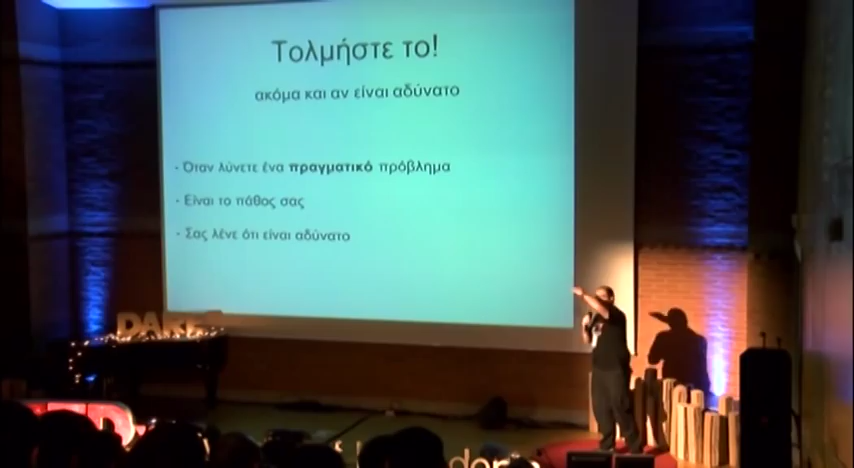 Τολμήστε το!
ακόμα και αν είναι αδύνατο
- Όταν λύνετε ένα πραγματικό πρόβλημα
- Είναι το πάθος σας
- Σας λένε ότι είναι αδύνατο
DARE